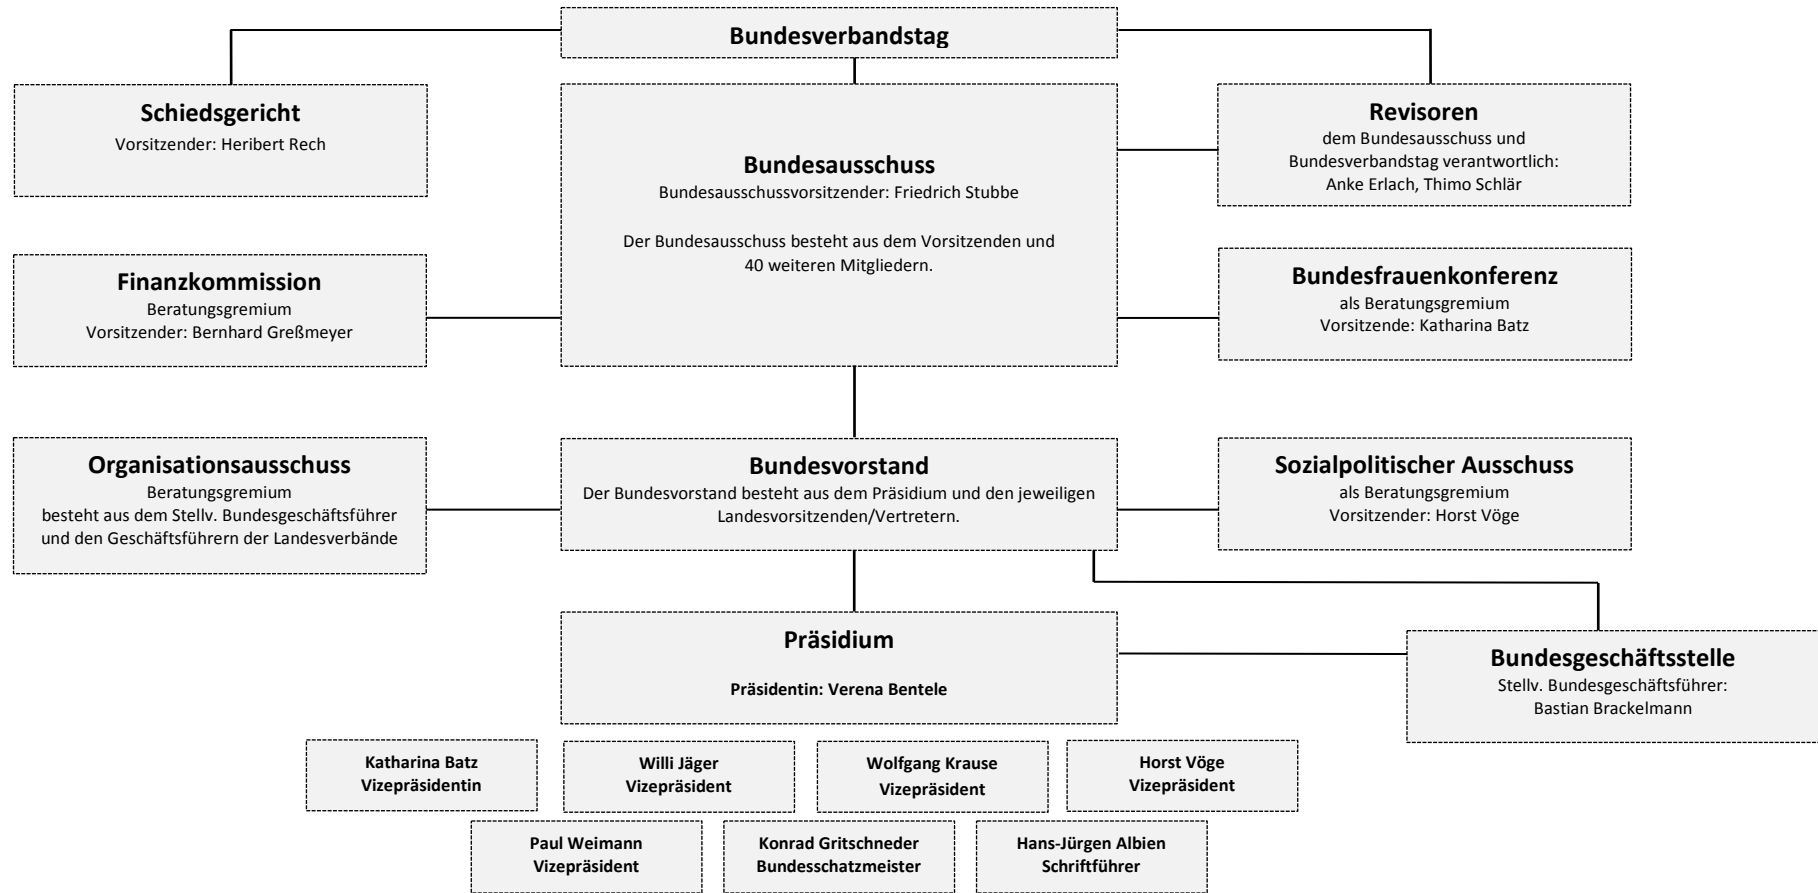 Bundesverbandstag
Schiedsgericht
Vorsitzender: Heribert Rech
Bundesausschuss
Bundesausschussvorsitzender: Friedrich Stubbe
Der Bundesausschuss besteht aus dem Vorsitzenden und
40 weiteren Mitgliedern.
Revisoren
dem Bundesausschuss und
Bundesverbandstag verantwortlich:
Anke Erlach, Thimo Schlär
Finanzkommission
Beratungsgremium
Vorsitzender: Bernhard Greßmeyer
Bundesfrauenkonferenz
als Beratungsgremium
Vorsitzende: Katharina Batz
Organisationsausschuss
Beratungsgremium
besteht aus dem Stellv. Bundesgeschäftsführer
und den Geschäftsführern der Landesverbände
Bundesvorstand
Der Bundesvorstand besteht aus dem Präsidium und den jeweiligen
Landesvorsitzenden/Vertretern.
Sozialpolitischer Ausschuss
als Beratungsgremium
Vorsitzender: Horst Vöge
Präsidium
Präsidentin: Verena Bentele
Bundesgeschäftsstelle
Stellv. Bundesgeschäftsführer:
Bastian Brackelmann
Katharina Batz
Vizepräsidentin
Willi Jäger
Vizepräsident
Wolfgang Krause
Vizepräsident
Horst Vöge
Vizepräsident
Paul Weimann
Vizepräsident
Konrad Gritschneder
Bundesschatzmeister
Hans-Jürgen Albien
Schriftführer